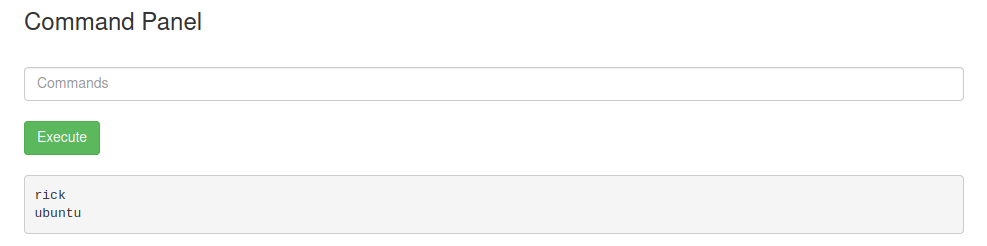 Command Panel
Commands
Execute
rick
ubuntu